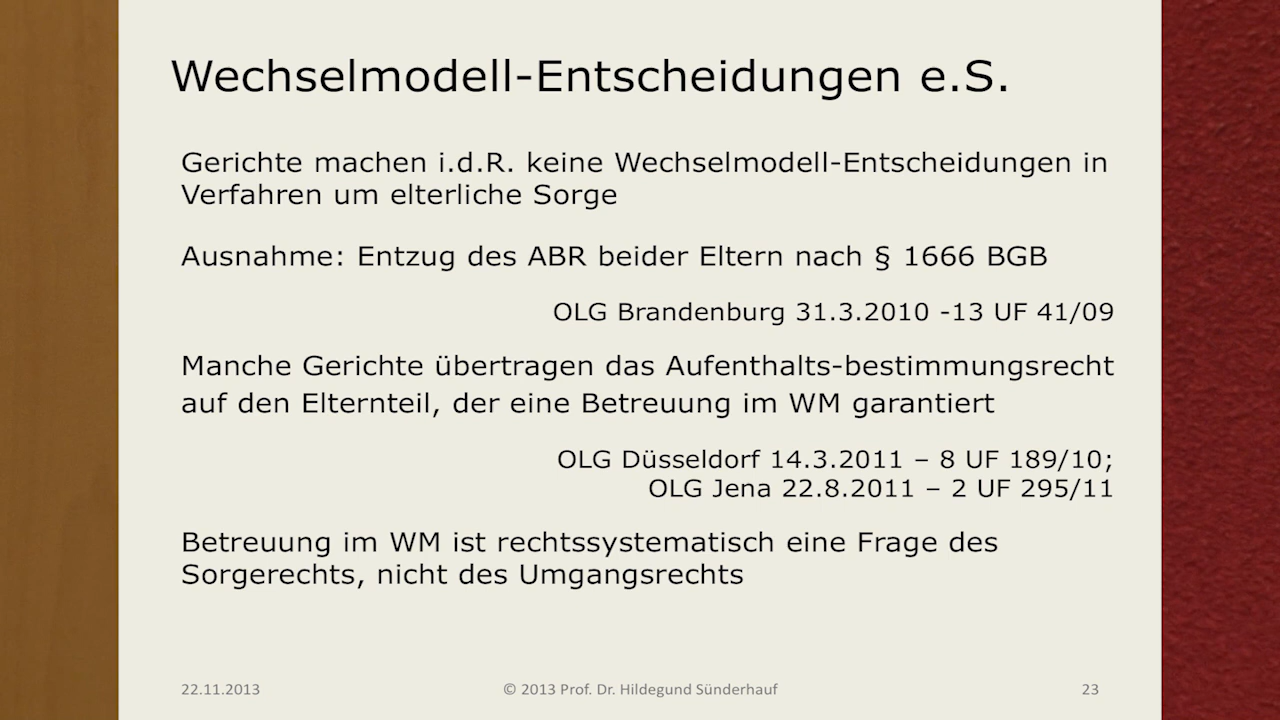 Wechselmodell-Entscheidungen e.S.
Gerichte machen i.d.R. keine Wechselmodell-Entscheidungen in
Verfahren um elterliche Sorge
Ausnahme: Entzug des ABR beider Eltern nach § 1666 BGB
OLG Brandenburg 31.3.2010 -13 UF 41/09
Manche Gerichte übertragen das Aufenthalts-bestimmungsrecht
auf den Elternteil, der eine Betreuung im WM garantiert
OLG Düsseldorf 14.3.2011 – 8 UF 189/10;
OLG Jena 22.8.2011 – 2 UF 295/11
Betreuung im WM ist rechtssystematisch eine Frage des
Sorgerechts, nicht des Umgangsrechts
22.11.2013 © 2013 Prof. Dr. Hildegund Sünderhauf 23